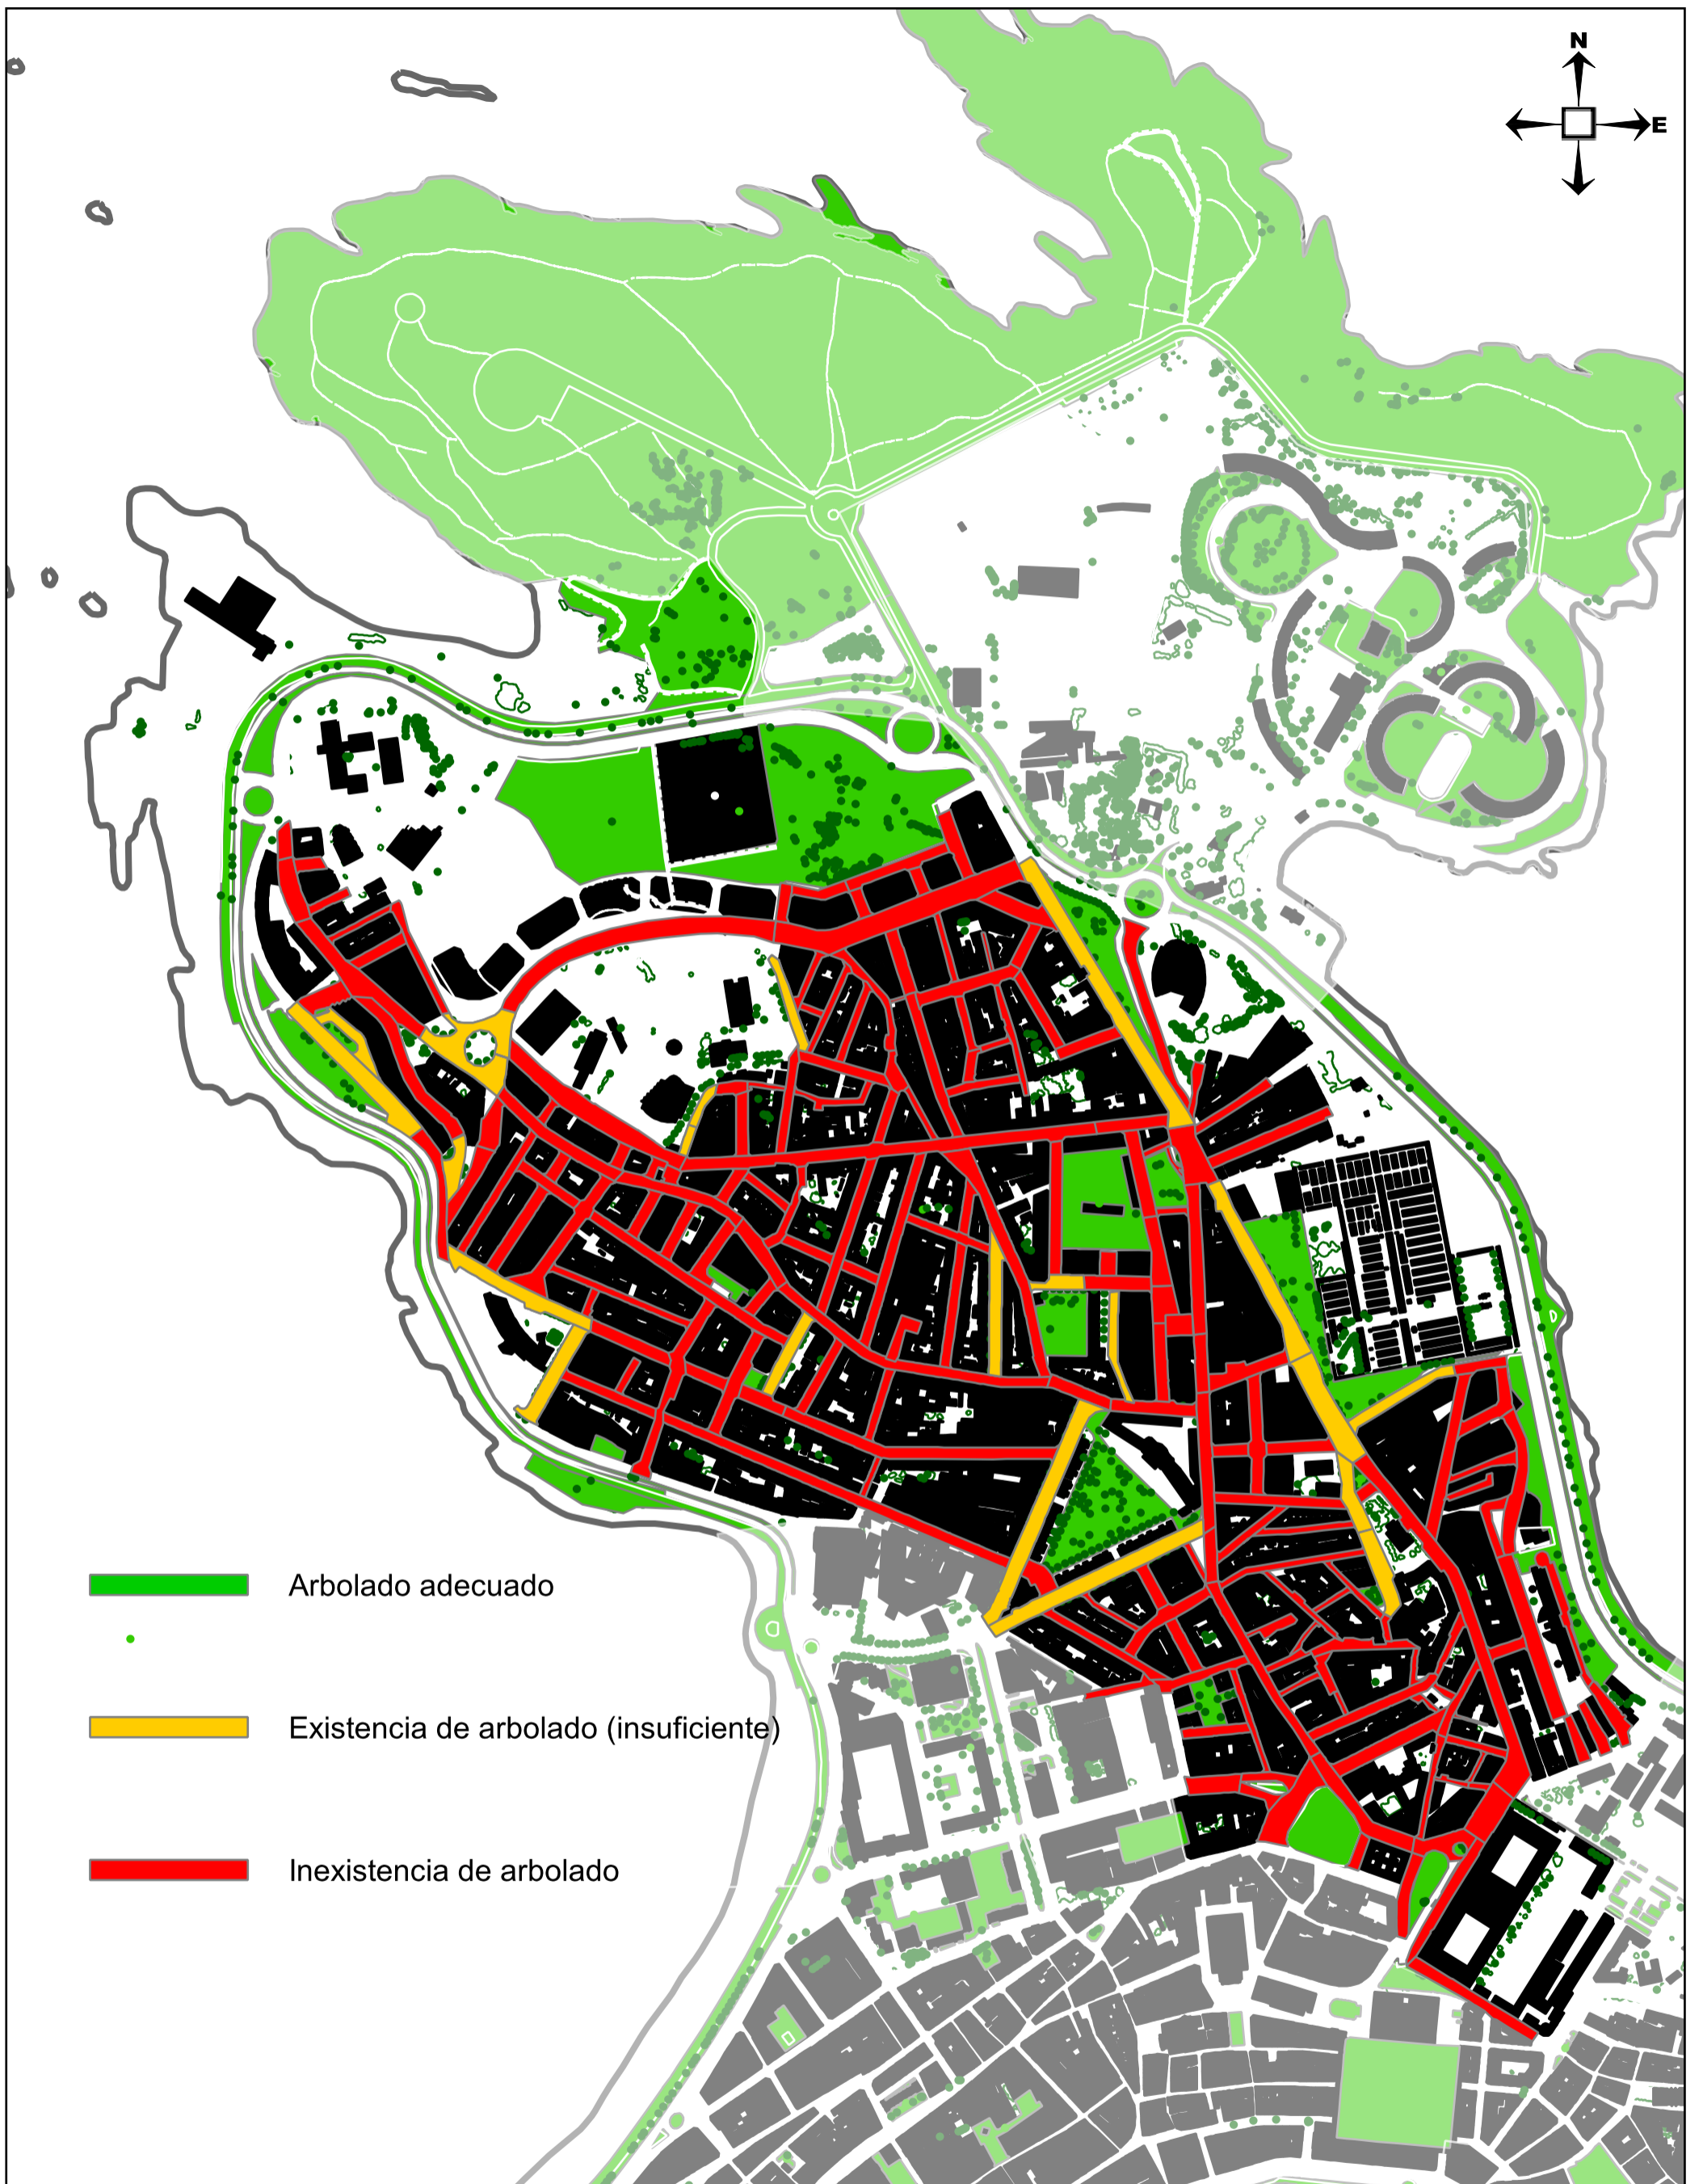 N
E
Arbolado adecuado
Existencia de arbolado (insuficiente)
Inexistencia de arbolado